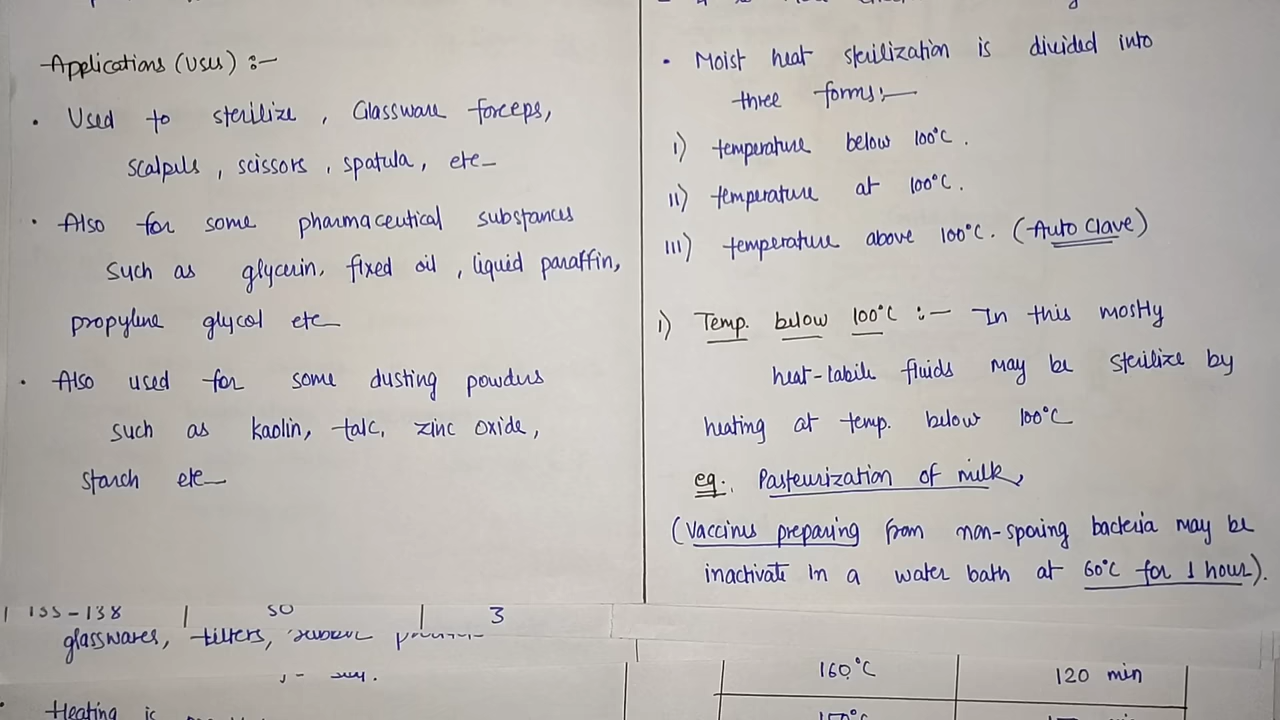 Applications (Uses) :-
• Used to sterilize , Glassware forceps,
scalpels , scissors , spatula , etc-
• Also for some pharmaceutical substances
such as glycerin, fixed oil , liquid paraffin,
propylene glycol etc
• Also used for some dusting powders
such as kaolin, talc, zinc oxide,
starch etc
• Moist heat sterilization is divided into
three forms:-
i) temperature below 100°C.
ii) temperature at 100°C.
iii) temperature above 100°C. (Auto Clave)
i) Temp. below 100°C :- In this mostly
heat-labile fluids may be sterilize by
heating at temp. below 100°C
eg:. Pasteurization of milk,
(Vaccines preparing from non-sporing bacteria may be
inactivate in a water bath at 60°C for 1 hour).
138 50 3
glasswares, filters,
160°C 120 min
• Heating is